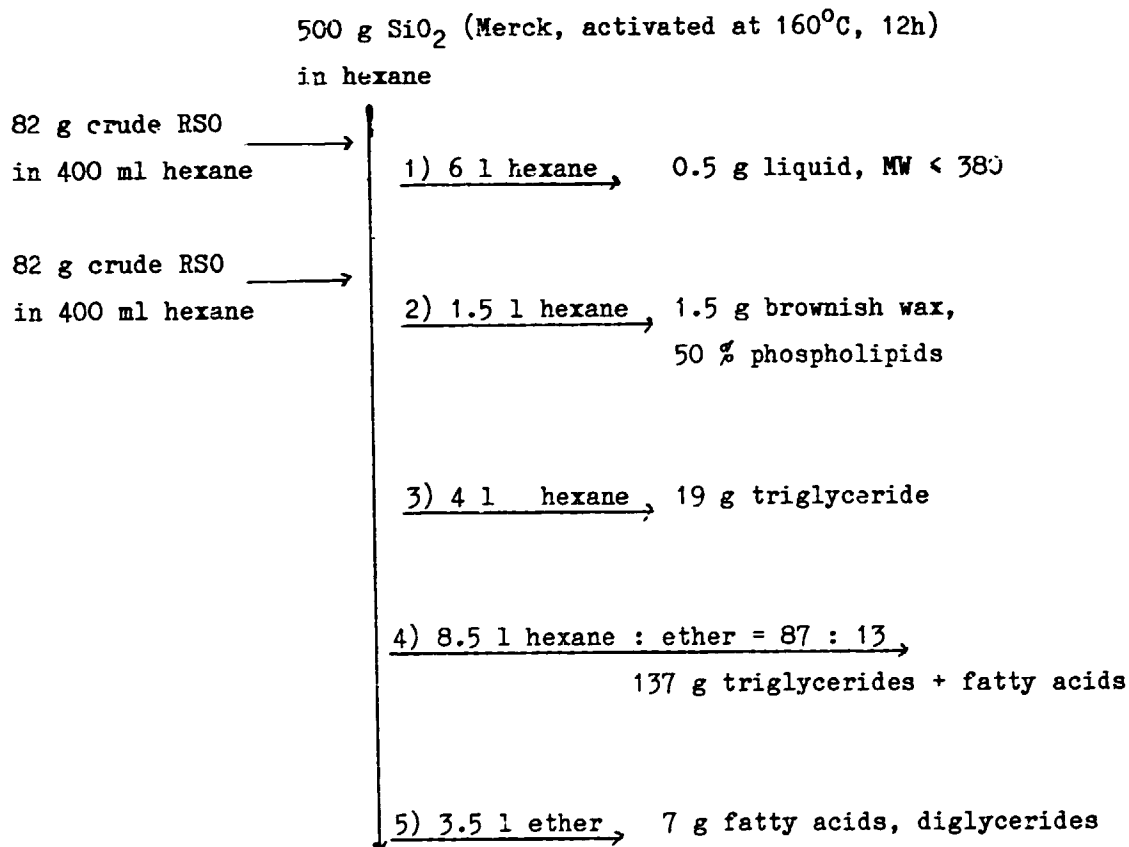 500 g SiO₂ (Merck, activated at 160°C, 12h)
in hexane
82 g crude RSO
in 400 ml hexane
1) 6 l hexane 0.5 g liquid, MW < 380
82 g crude RSO
in 400 ml hexane
2) 1.5 l hexane 1.5 g brownish wax,
50 % phospholipids
3) 4 l hexane 19 g triglyceride
4) 8.5 l hexane : ether = 87 : 13
137 g triglycerides + fatty acids
5) 3.5 l ether 7 g fatty acids, diglycerides